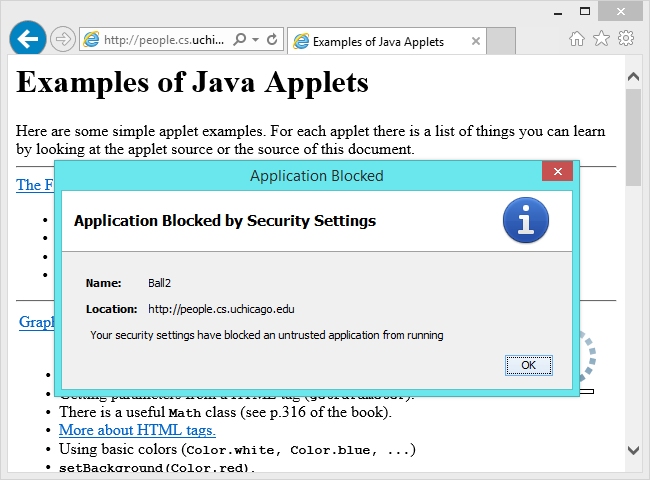 http://people.cs.uchi...
Examples of Java Applets
Examples of Java Applets
Here are some simple applet examples. For each applet there is a list of things you can learn
by looking at the applet source or the source of this document.
The F
Application Blocked
Application Blocked by Security Settings
Name: Ball2
Location: http://people.cs.uchicago.edu
Your security settings have blocked an untrusted application from running
OK
Graph
There is a useful Math class (see p.316 of the book).
More about HTML tags.
Using basic colors (Color.white, Color.blue, ...)
setBackground(Color.red).